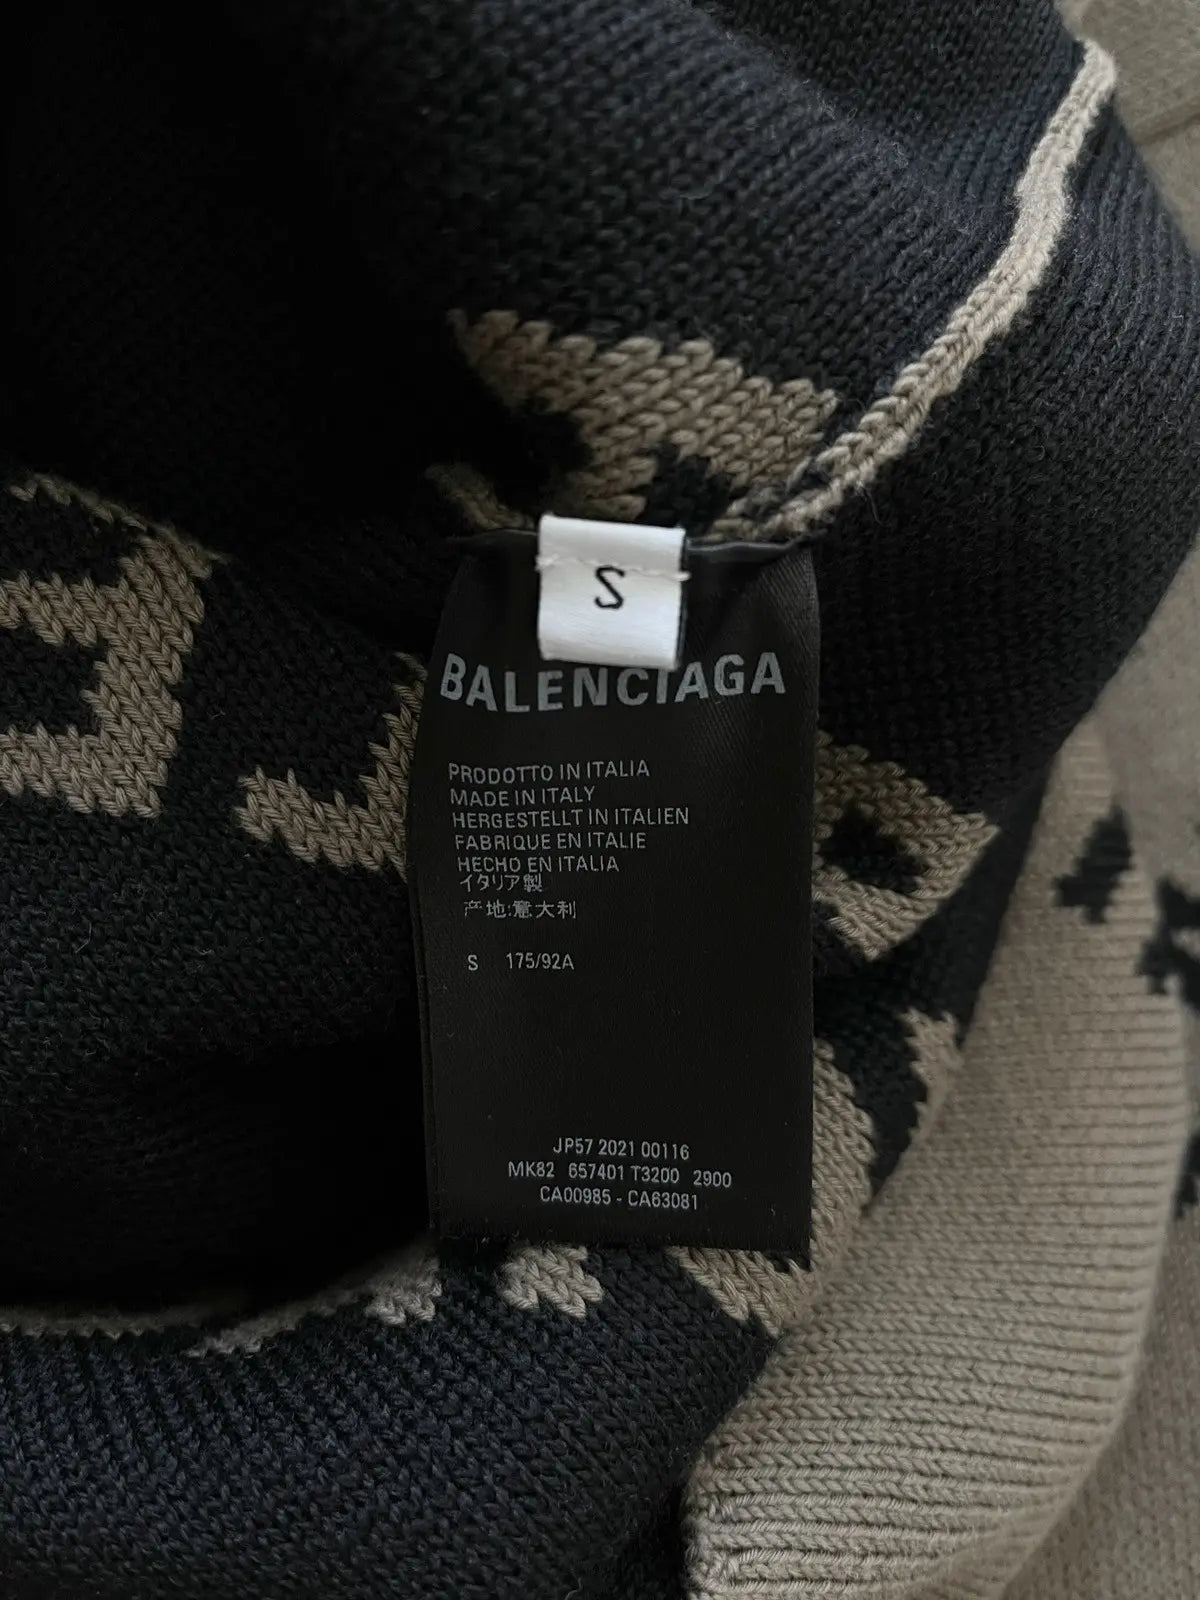 S
BALENCIAGA
PRODOTTO IN ITALIA
MADE IN ITALY
HERGESTELLT IN ITALIEN
FABRIQUE EN ITALIE
HECHO EN ITALIA
イタリア製
产地:意大利
S 175/92A
JP57 2021 00116
MK82 657401 T3200 2900
CA00985 - CA63081